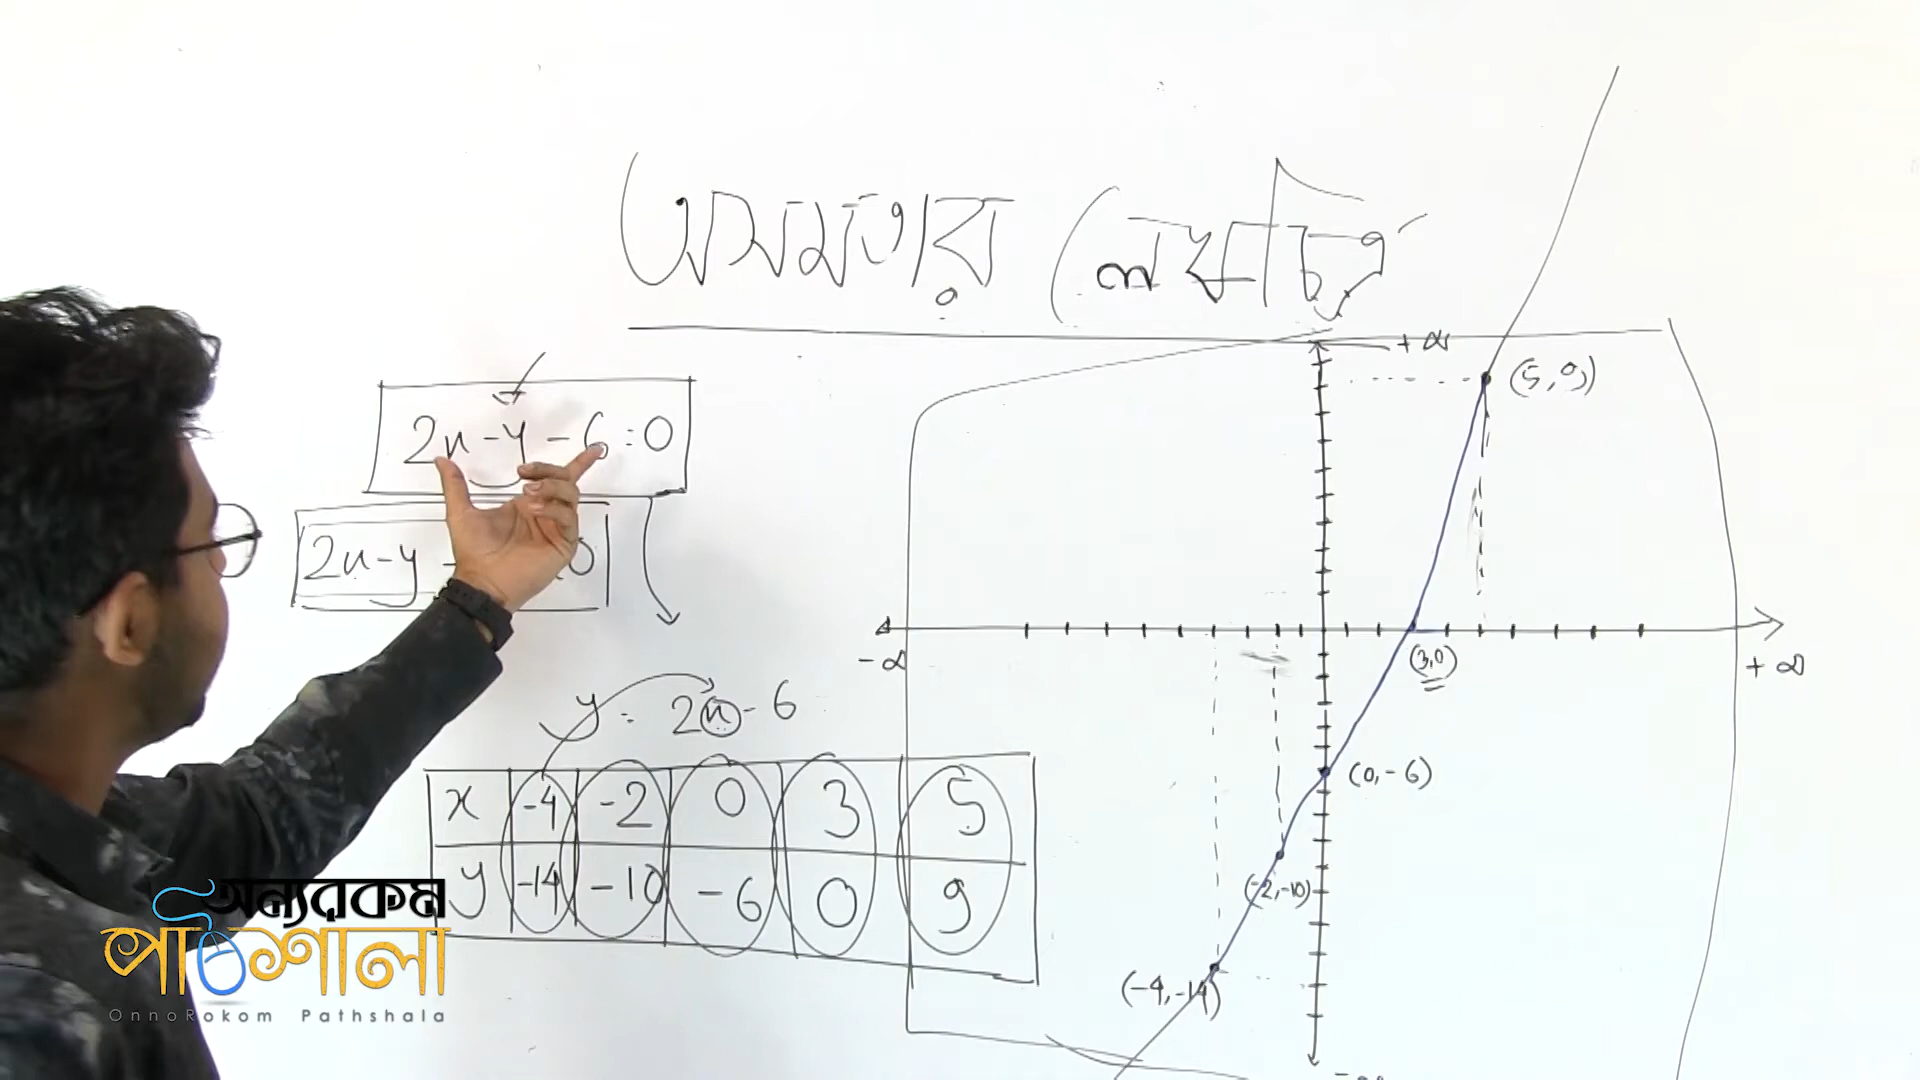 অসমতার লেখচিত্র
2x-y-6=0
2x-y
0
y = 2x-6
x -4 -2 0 3 5
y -14 -10 -6 0 9
+∞
(5,9)
-∞
+∞
(3,0)
(0,-6)
(-2,-10)
(-4,-14)
অন্যরকম
পাঠশালা
OnnoRokom Pathshala